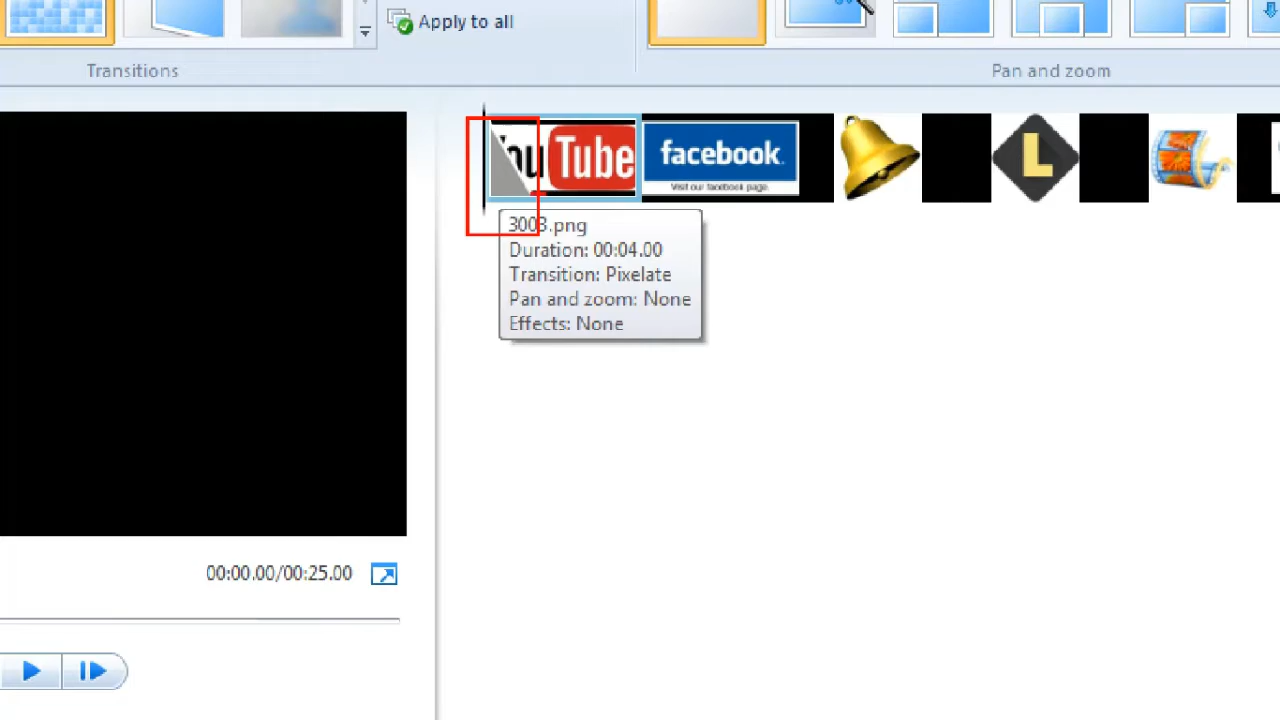 Apply to all
Transitions
Pan and zoom
You Tube
facebook.
Visit our facebook page.
L
3003.png
Duration: 00:04.00
Transition: Pixelate
Pan and zoom: None
Effects: None
00:00.00/00:25.00